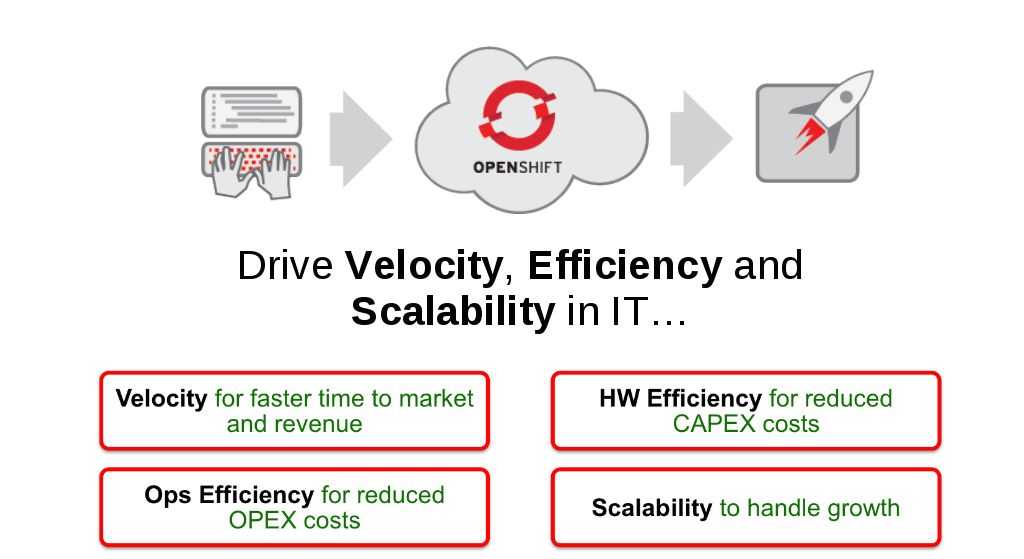 OPENSHIFT
Drive Velocity, Efficiency and
Scalability in IT…
Velocity for faster time to market
and revenue
HW Efficiency for reduced
CAPEX costs
Ops Efficiency for reduced
OPEX costs
Scalability to handle growth